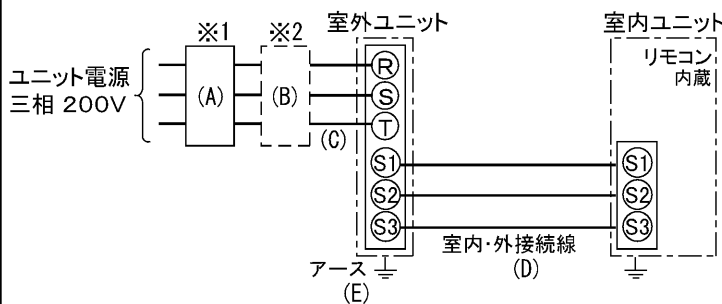 ※1
※2
室外ユニット
室内ユニット
ユニット電源
三相 200V
(A)
(B)
(C)
R
S
T
リモコン
内蔵
S1
S2
S3
S1
S2
S3
室内・外接続線
(D)
アース
(E)